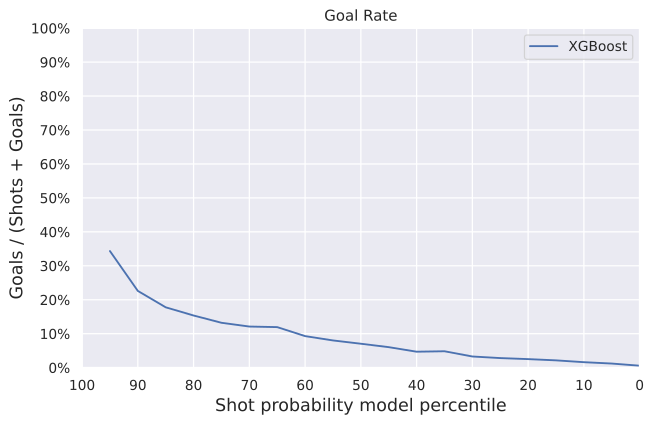 Goal Rate
XGBoost
Goals / (Shots + Goals)
100%
90%
80%
70%
60%
50%
40%
30%
20%
10%
0%
100 90 80 70 60 50 40 30 20 10 0
Shot probability model percentile